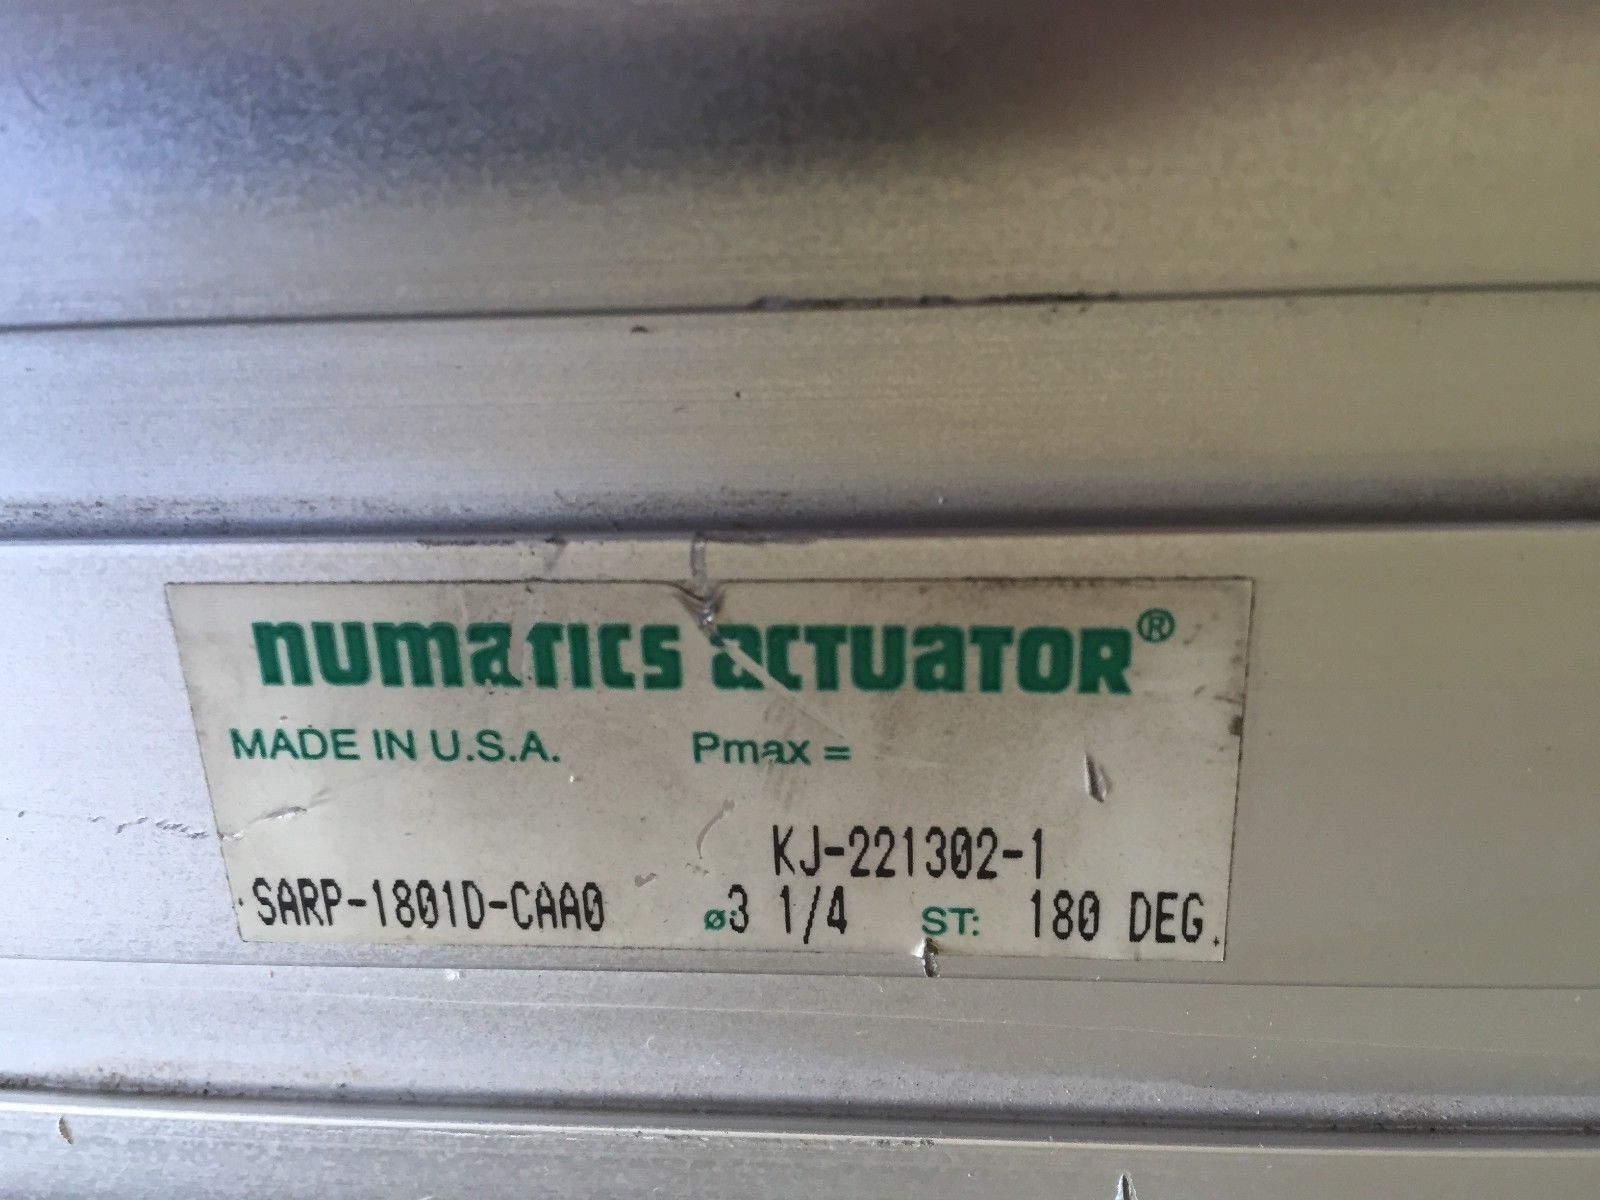 numatics actuator®
MADE IN U.S.A. Pmax =
KJ-221302-1
SARP-1801D-CAA0 ø3 1/4 ST: 180 DEG.